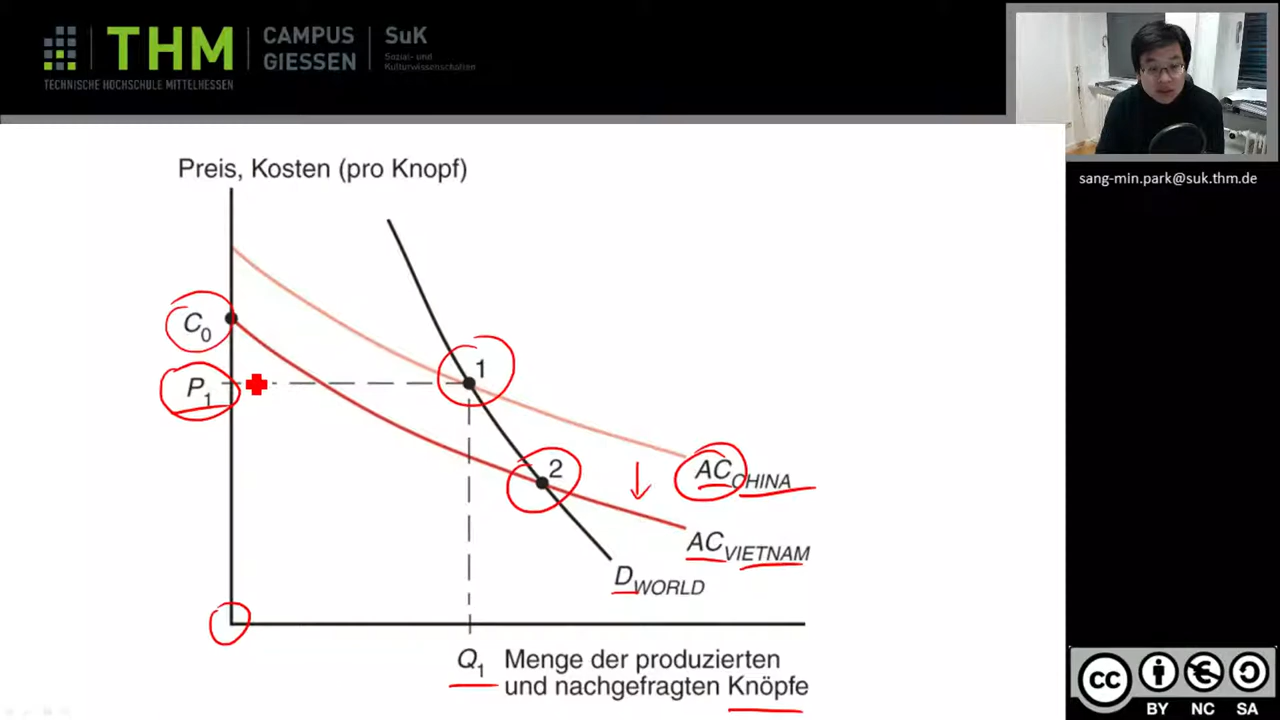 THM
TECHNISCHE HOCHSCHULE MITTELHESSEN
CAMPUS
GIESSEN
SuK
Sozial- und
Kulturwissenschaften
sang-min.park@suk.thm.de
Preis, Kosten (pro Knopf)
C0
P1
1
2
ACCHINA
ACVIETNAM
DWORLD
Q1 Menge der produzierten
und nachgefragten Knöpfe
cc
BY NC SA